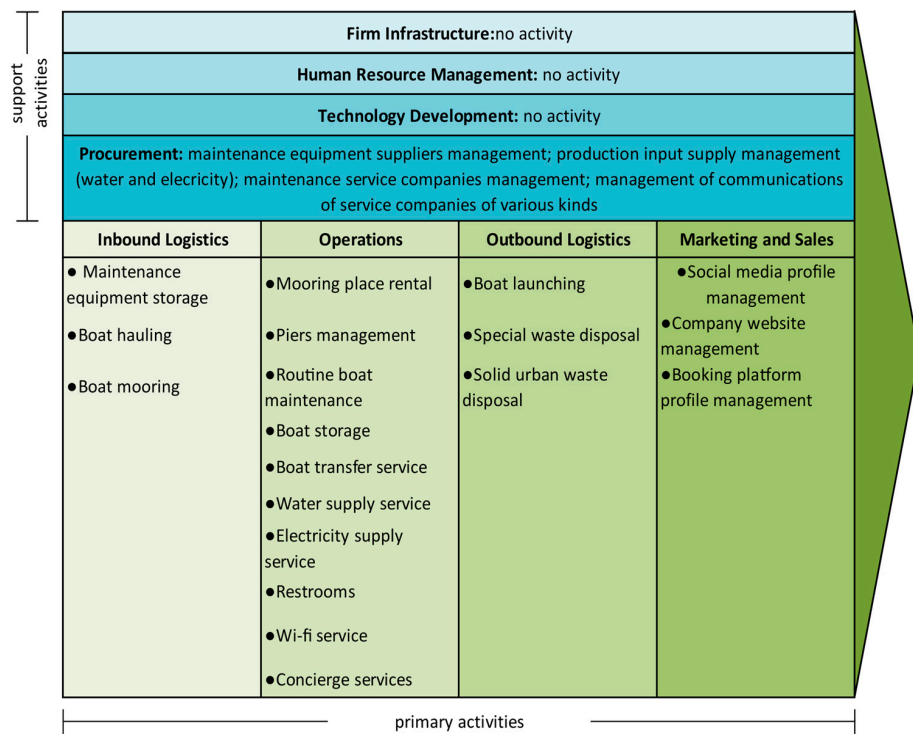 support
activities
Firm Infrastructure:no activity
Human Resource Management: no activity
Technology Development: no activity
Procurement: maintenance equipment suppliers management; production input supply management
(water and elecricity); maintenance service companies management; management of communications
of service companies of various kinds
Inbound Logistics
● Maintenance
equipment storage
●Boat hauling
●Boat mooring
Operations
●Mooring place rental
●Piers management
●Routine boat
maintenance
●Boat storage
●Boat transfer service
●Water supply service
●Electricity supply
service
●Restrooms
●Wi-fi service
●Concierge services
Outbound Logistics
●Boat launching
●Special waste disposal
●Solid urban waste
disposal
Marketing and Sales
●Social media profile
management
●Company website
management
●Booking platform
profile management
primary activities